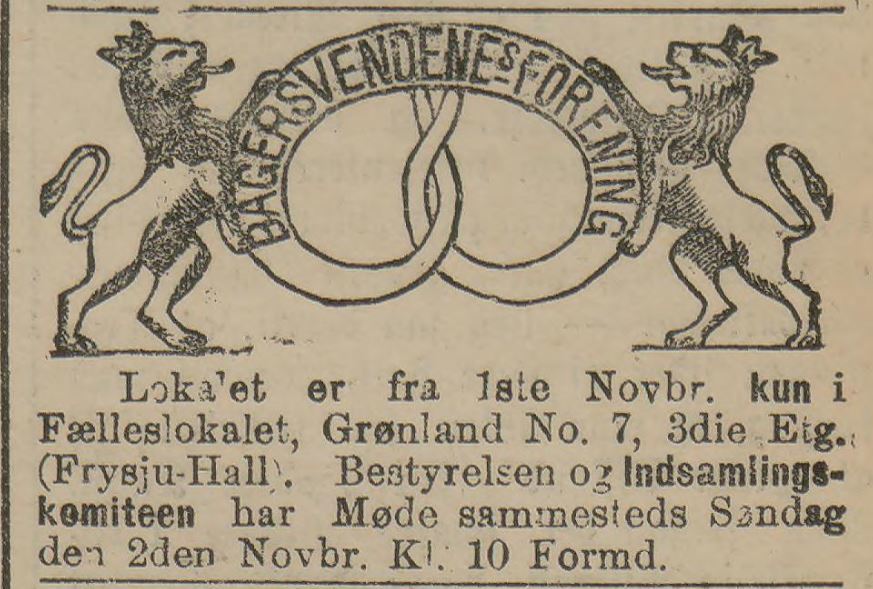 BAGERSVENDENES FORENING
Lokalet er fra 1ste Novbr. kun i
Fælleslokalet, Grønland No. 7, 3die Etg.
(Frysju-Hall). Bestyrelsen og Indsamlings-
komiteen har Møde sammesteds Søndag
den 2den Novbr. Kl. 10 Formd.